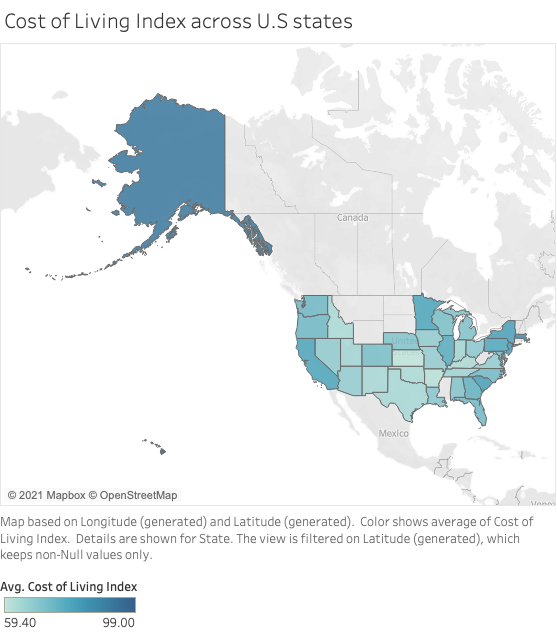 Cost of Living Index across U.S states
Canada
United
Mexico
© 2021 Mapbox © OpenStreetMap
Map based on Longitude (generated) and Latitude (generated).  Color shows average of Cost of
Living Index.  Details are shown for State. The view is filtered on Latitude (generated), which
keeps non-Null values only.
Avg. Cost of Living Index
59.40 99.00